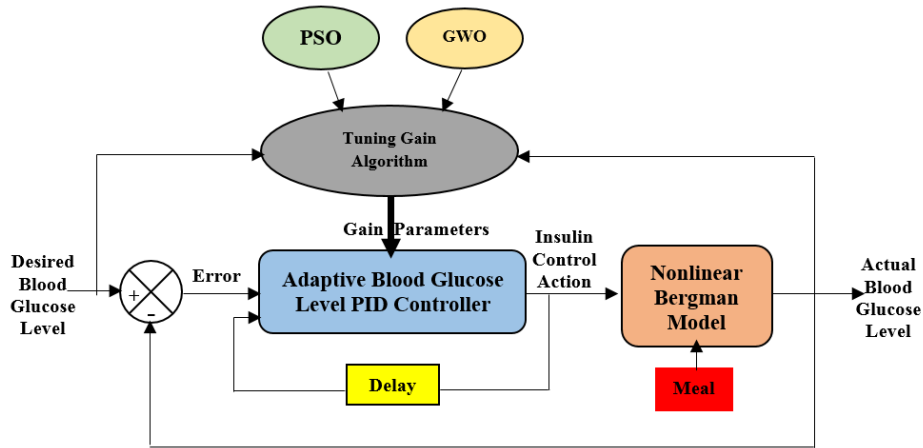 PSO
GWO
Tuning Gain
Algorithm
Gain Parameters
Desired
Blood
Glucose
Level
+
-
Error
Adaptive Blood Glucose
Level PID Controller
Insulin
Control
Action
Nonlinear
Bergman
Model
Actual
Blood
Glucose
Level
Delay
Meal